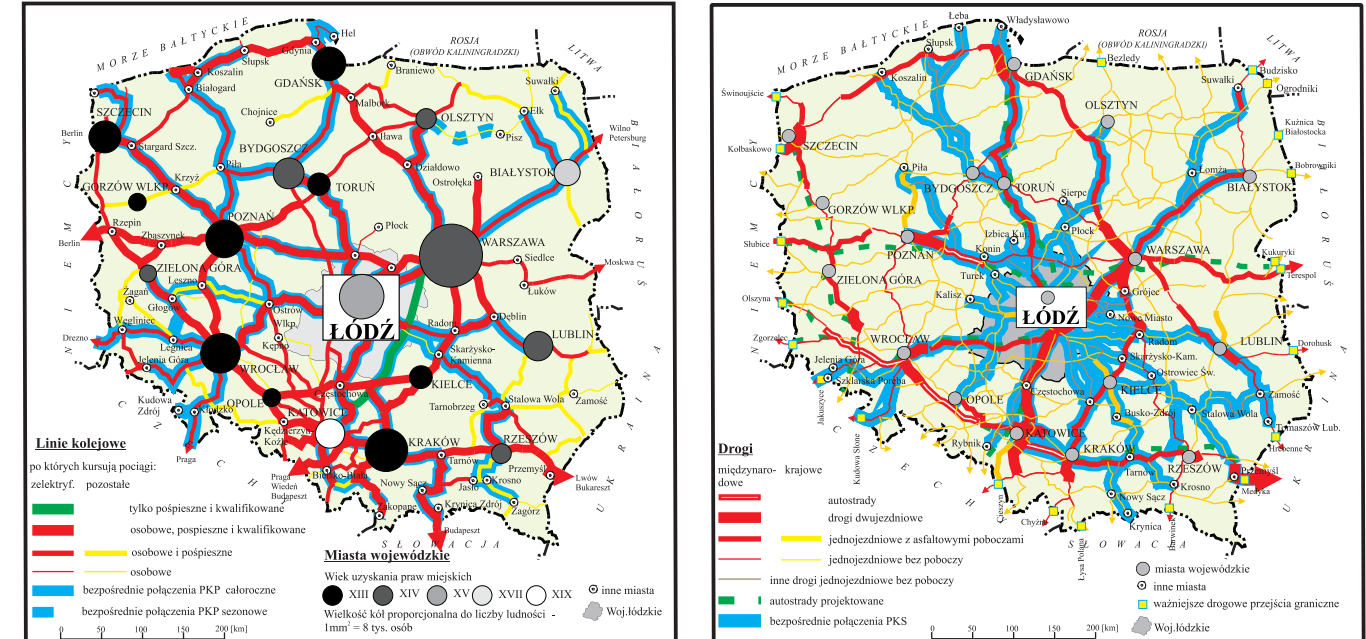 MORZE BAŁTYCKIE
ROSJA
(OBWÓD KALININGRADZKI)
LITWA
BIAŁORUŚ
UKRAINA
SŁOWACJA
CZECHY
NIEMCY
Hel
Gdynia
Słupsk
GDAŃSK
Koszalin
Białogard
Braniewo
Suwałki
Malbork
Chojnice
OLSZTYN
Ełk
Wilno
Petersburg
SZCZECIN
Berlin
Stargard Szcz.
BYDGOSZCZ
Iława
Pisz
Piła
Działdowo
BIAŁYSTOK
Krzyż
TORUŃ
Ostrołęka
GORZÓW WLKP.
POZNAŃ
Płock
Rzepin
Zbąszynek
Berlin
WARSZAWA
Siedlce
Moskwa
ZIELONA GÓRA
Leszno
Żagań
Głogów
Łuków
Ostrów
Wlkp.
ŁÓDŹ
Węgliniec
Radom
Dęblin
LUBLIN
Drezno
Legnica
Kępno
Skarżysko-
Kamienna
Jelenia Góra
WROCŁAW
KIELCE
Częstochowa
OPOLE
Kudowa
Zdrój
Kłodzko
KATOWICE
Tarnobrzeg
Stalowa Wola
Zamość
Kędzierzyn
Koźle
KRAKÓW
RZESZÓW
Praga
Tarnów
Przemyśl
Praga
Wiedeń
Budapeszt
Bielsko-Biała
Nowy Sącz
Jasło
Krosno
Lwów
Bukareszt
Zakopane
Krynica Zdrój
Zagórz
Budapeszt
Linie kolejowe
po których kursują pociągi:
zelektryf. pozostałe
tylko pośpieszne i kwalifikowane
osobowe, pospieszne i kwalifikowane
osobowe i pośpieszne
osobowe
bezpośrednie połączenia PKP całoroczne
bezpośrednie połączenia PKP sezonowe
0 50 100 150 200 [km]
Miasta wojewódzkie
Wiek uzyskania praw miejskich
XIII XIV XV XVII XIX
inne miasta
Woj.łódzkie
Wielkość kół proporcjonalna do liczby ludności -
1mm² = 8 tys. osób
MORZE BAŁTYCKIE
ROSJA
(OBWÓD KALININGRADZKI)
LITWA
BIAŁORUŚ
UKRAINA
SŁOWACJA
CZECHY
NIEMCY
Łeba
Władysławowo
Słupsk
Bezledy
Koszalin
GDAŃSK
Suwałki
Budzisko
Ogrodniki
Świnoujście
OLSZTYN
Kuźnica
Białostocka
Kołbaskowo
SZCZECIN
Piła
Łomża
Bobrowniki
BYDGOSZCZ
TORUŃ
Sierpc
BIAŁYSTOK
GORZÓW WLKP.
Płock
Słubice
Izbica Kuj.
Konin
POZNAŃ
WARSZAWA
Kukuryki
Terespol
ZIELONA GÓRA
Turek
Olszyna
Kalisz
Grójec
ŁÓDŹ
Nowe Miasto
Zgorzelec
WROCŁAW
Radom
LUBLIN
Dorohusk
Jelenia Góra
Skarżysko-Kam.
Szklarska Poręba
Ostrowiec Św.
Jakuszyce
OPOLE
Częstochowa
KIELCE
Zamość
Busko-Zdrój
Stalowa Wola
Tomaszów Lub.
Kudowa Słone
Rybnik
KATOWICE
KRAKÓW
Hrebenne
Tarnów
RZESZÓW
Przemyśl
Medyka
Cieszyn
Krosno
Nowy Sącz
Chyżne
Krynica
Barwinek
Łysa Polana
Drogi
międzynaro- krajowe
dowe
autostrady
drogi dwujezdniowe
jednojezdniowe z asfaltowymi poboczami
jednojezdniowe bez poboczy
inne drogi jednojezdniowe bez poboczy
autostrady projektowane
bezpośrednie połączenia PKS
0 50 100 150 200 [km]
miasta wojewódzkie
inne miasta
ważniejsze drogowe przejścia graniczne
Woj.łódzkie